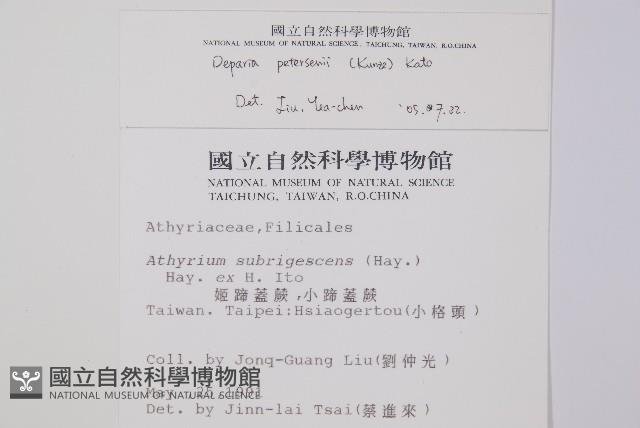 國立自然科學博物館
NATIONAL MUSEUM OF NATURAL SCIENCE, TAICHUNG, TAIWAN, R.O.CHINA
Deparia petersenii (Kunze) Kato
Det. Liu, Yea-chen '05. 07.22.
國立自然科學博物館
NATIONAL MUSEUM OF NATURAL SCIENCE
TAICHUNG, TAIWAN, R.O.CHINA
Athyriaceae,Filicales
Athyrium subrigescens (Hay.)
Hay. ex H. Ito
姬蹄蓋蕨,小蹄蓋蕨
Taiwan. Taipei:Hsiaogertou(小格頭)
Coll. by Jonq-Guang Liu(劉仲光)
May 25 1991
Det. by Jinn-lai Tsai(蔡進來)
國立自然科學博物館
NATIONAL MUSEUM OF NATURAL SCIENCE